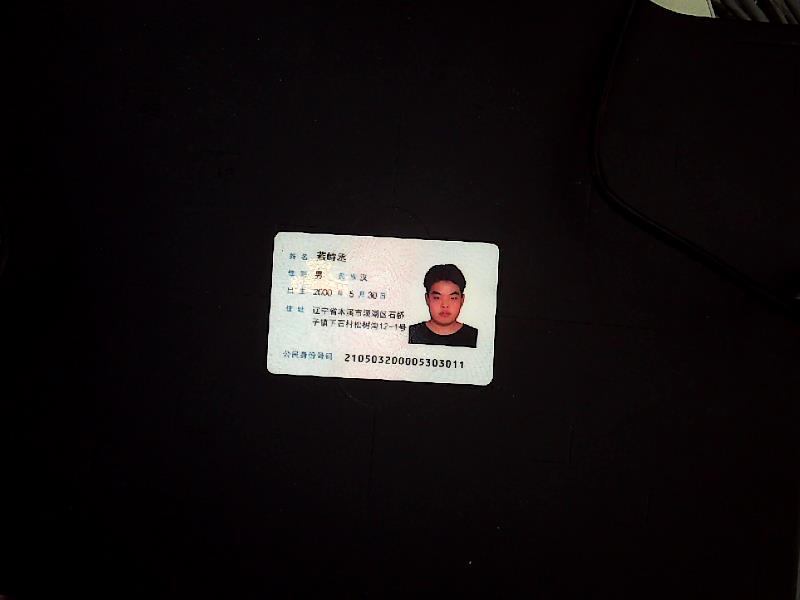 姓名
性别 男 民族 汉
出生 2000 年 5 月 30 日
住址 辽宁省本溪市溪湖区石桥
子镇下石村松树沟12-1号
公民身份号码 210503200005303011